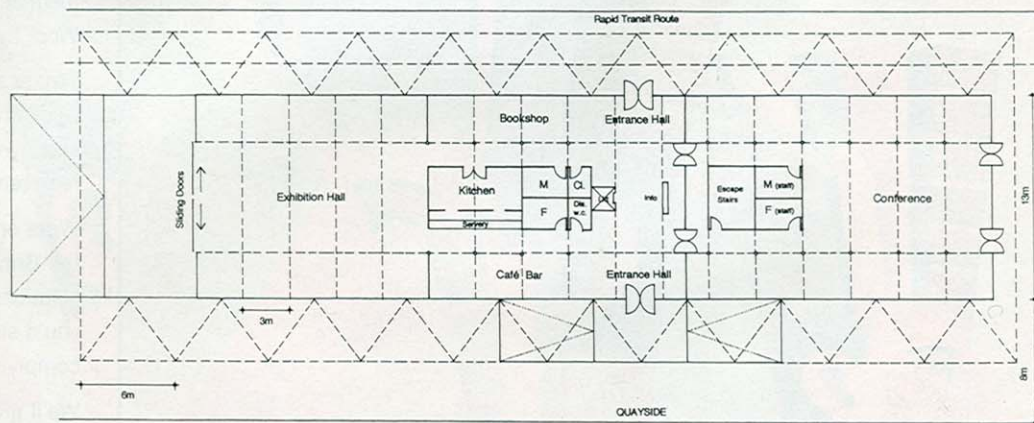 Rapid Transit Route
Bookshop
Entrance Hall
Sliding Doors
Exhibition Hall
Kitchen
M
Cl.
F
Dis.
w.c.
Servery
Info
Escape
Stairs
M (staff)
F (staff)
Conference
13m
Café Bar
Entrance Hall
3m
6m
8m
QUAYSIDE